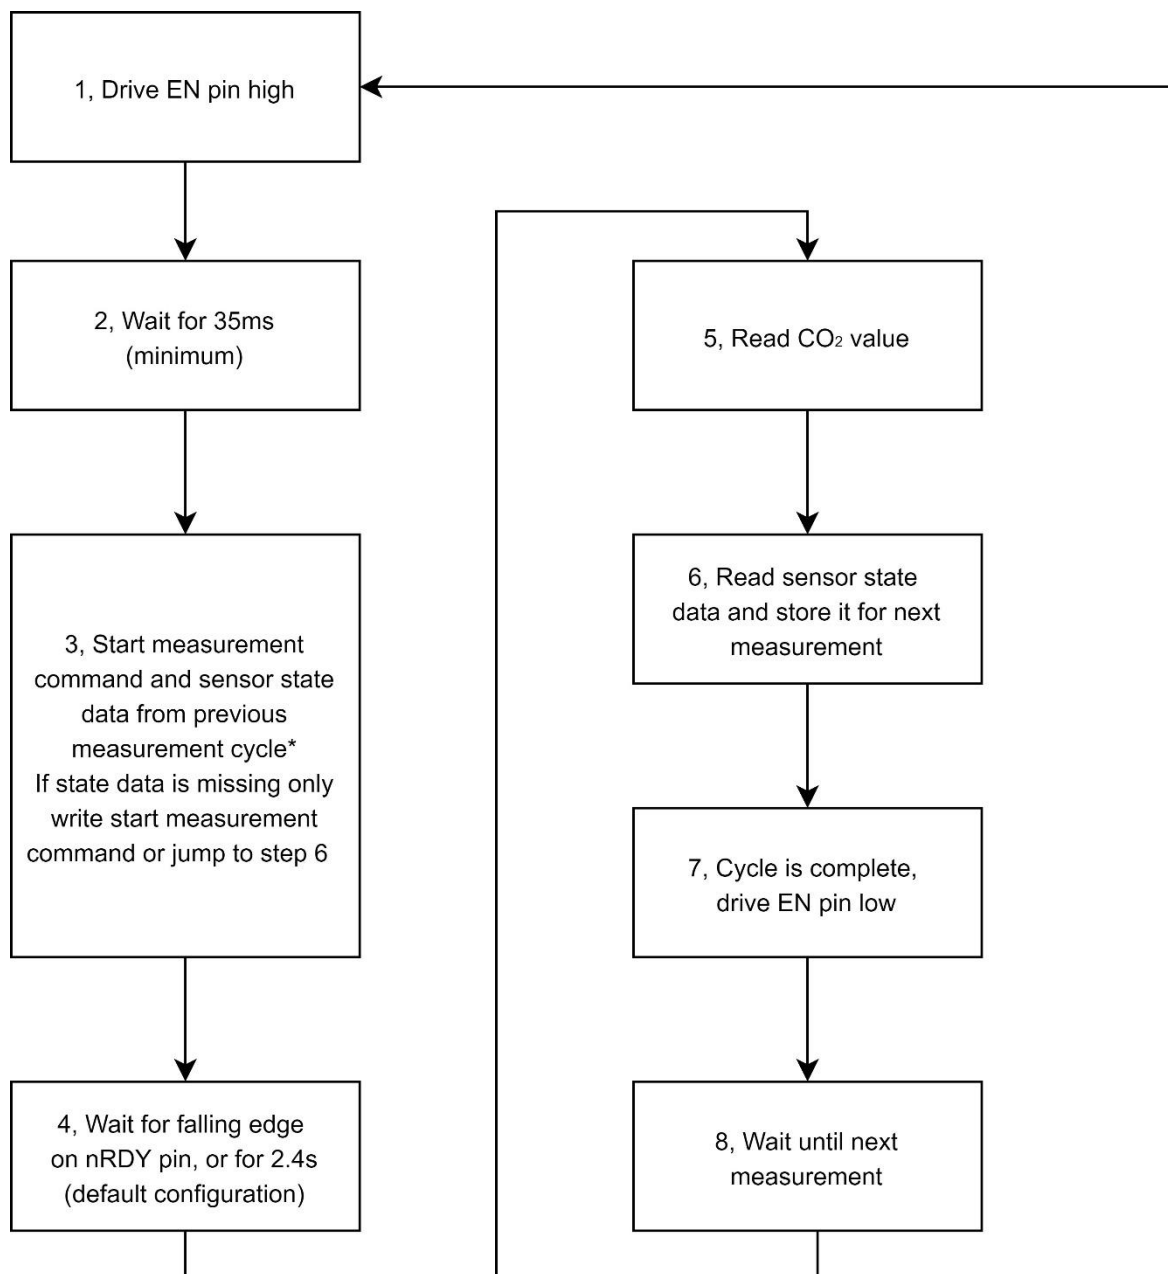 1, Drive EN pin high
2, Wait for 35ms
(minimum)
3, Start measurement
command and sensor state
data from previous
measurement cycle*
If state data is missing only
write start measurement
command or jump to step 6
4, Wait for falling edge
on nRDY pin, or for 2.4s
(default configuration)
5, Read CO₂ value
6, Read sensor state
data and store it for next
measurement
7, Cycle is complete,
drive EN pin low
8, Wait until next
measurement